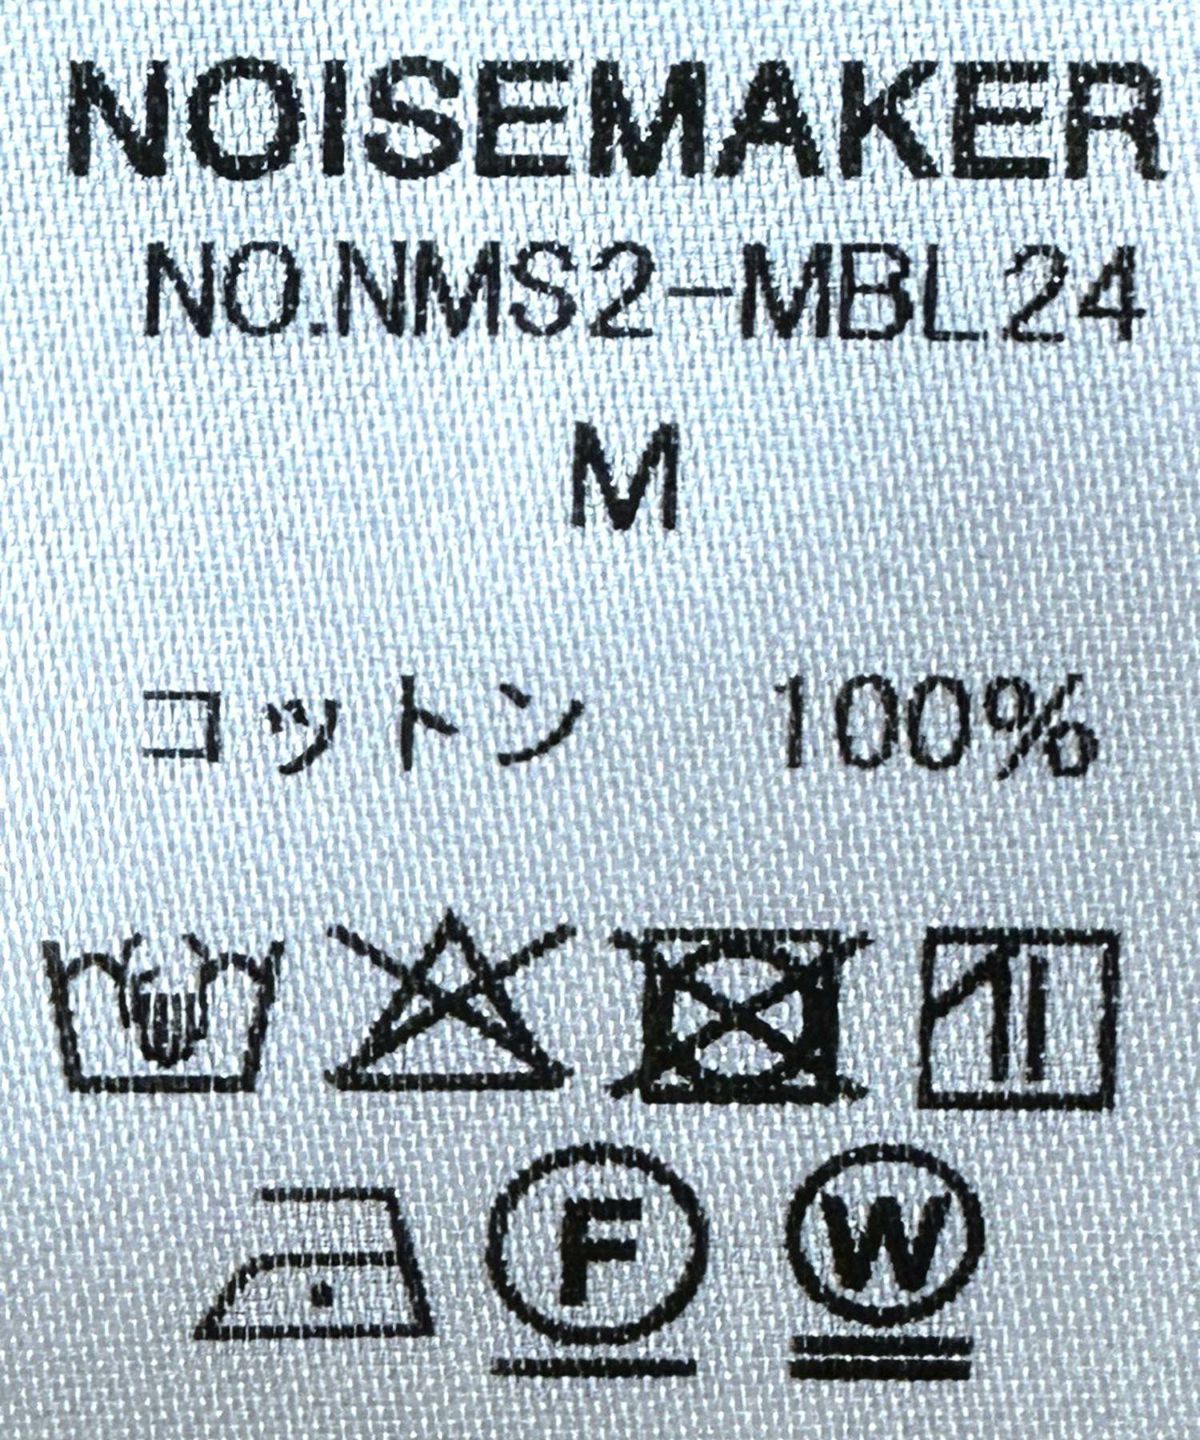 NOISEMAKER
NO.NMS2-MBL24
M
コットン 100%
F W